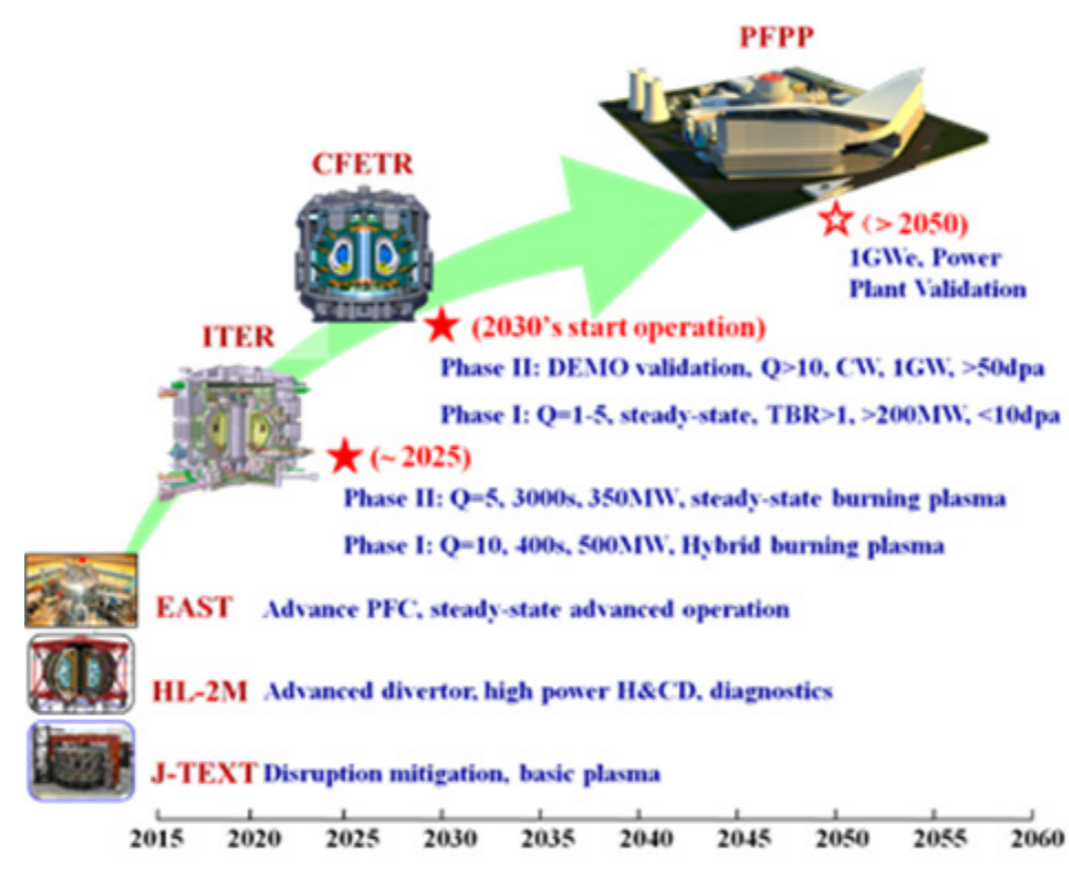 PFPP
CFETR
(> 2050)
1GWe, Power
Plant Validation
ITER
(2030's start operation)
Phase II: DEMO validation, Q>10, CW, 1GW, >50dpa
Phase I: Q=1-5, steady-state, TBR>1, >200MW, <10dpa
(~ 2025)
Phase II: Q=5, 3000s, 350MW, steady-state burning plasma
Phase I: Q=10, 400s, 500MW, Hybrid burning plasma
EAST Advance PFC, steady-state advanced operation
HL-2M Advanced divertor, high power H&CD, diagnostics
J-TEXT Disruption mitigation, basic plasma
2015 2020 2025 2030 2035 2040 2045 2050 2055 2060